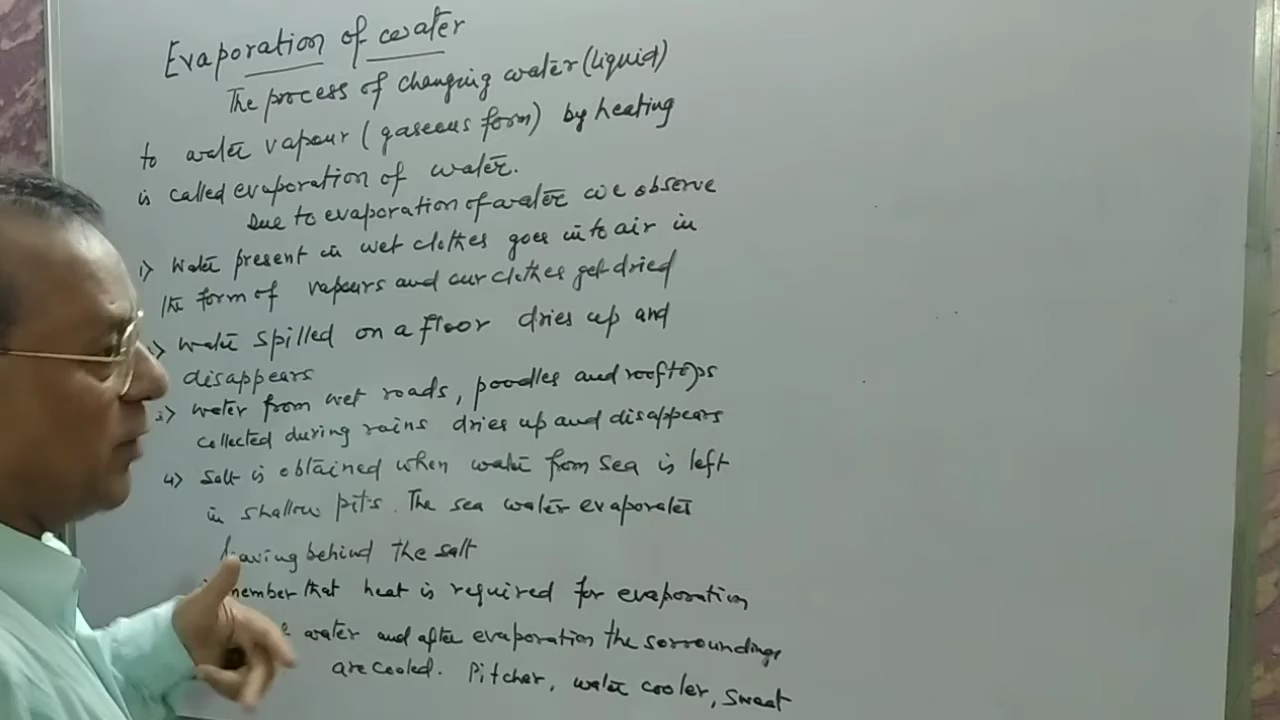 Evaporation of water
The process of changing water (liquid)
to water vapour (gaseous form) by heating
is called evaporation of water.
Due to evaporation of water we observe
1> Water present in wet clothes goes into air in
the form of vapours and our clothes get dried
> water spilled on a floor dries up and
disappears
3> water from wet roads, poodles and rooftops
collected during rains dries up and disappears
4> Salt is obtained when water from sea is left
in shallow pits. The sea water evaporates
leaving behind the salt
member that heat is required for evaporation
water and after evaporation the sorroundings
are cooled. Pitcher, water cooler, sweat